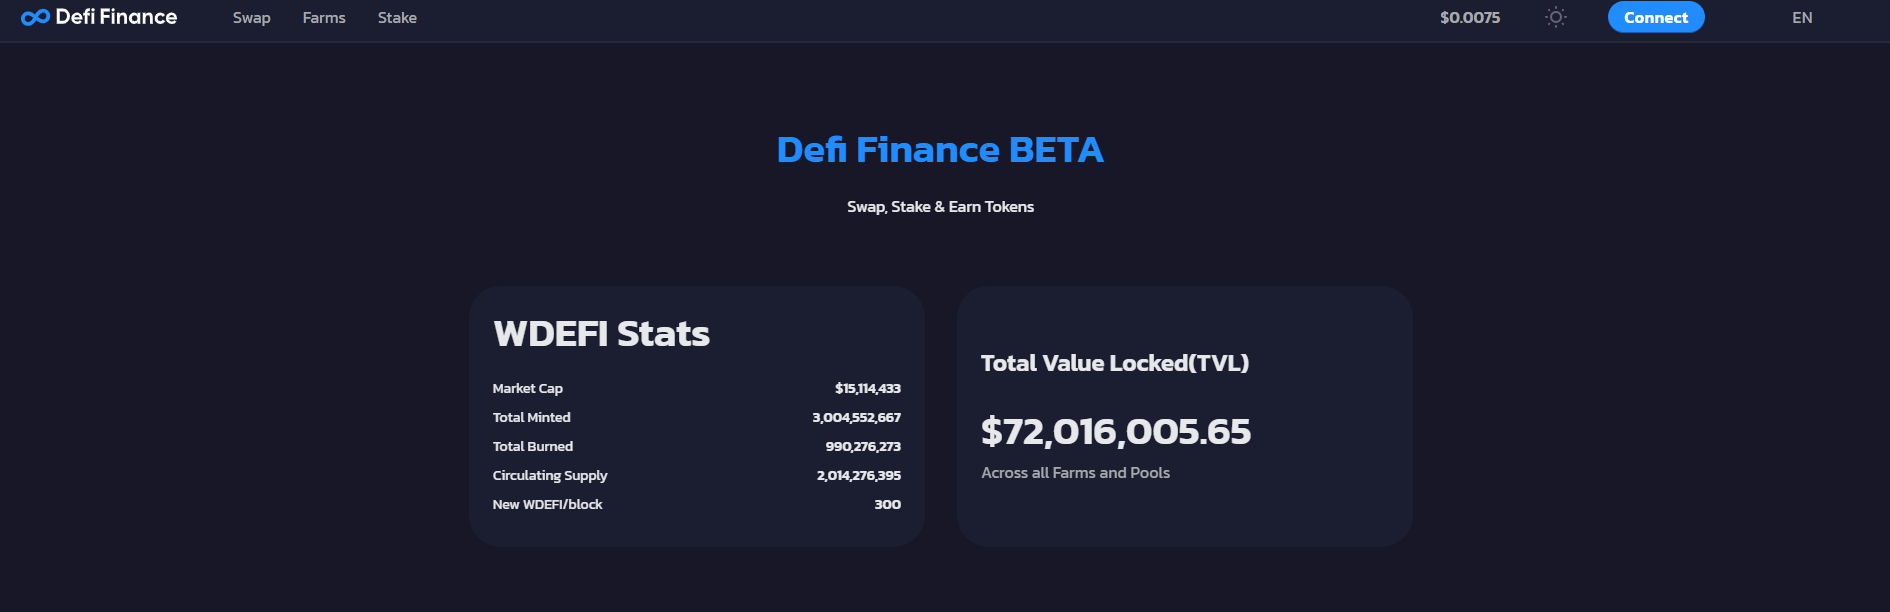 Defi Finance Swap Farms Stake $0.0075 Connect EN
Defi Finance BETA
Swap, Stake & Earn Tokens
WDEFI Stats
Market Cap $15,114,433
Total Minted 3,004,552,667
Total Burned 990,276,273
Circulating Supply 2,014,276,395
New WDEFI/block 300
Total Value Locked(TVL)
$72,016,005.65
Across all Farms and Pools